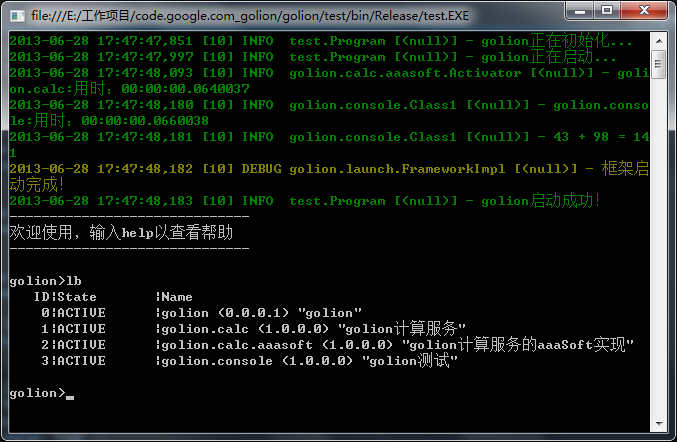 file:///E:/工作项目/code.google.com_golion/golion/test/bin/Release/test.EXE
2013-06-28 17:47:47,851 [10] INFO  test.Program [(null)] - golion正在初始化...
2013-06-28 17:47:47,997 [10] INFO  test.Program [(null)] - golion正在启动...
2013-06-28 17:47:48,093 [10] INFO  golion.calc.aaasoft.Activator [(null)] - goli
on.calc:用时：00:00:00.0640037
2013-06-28 17:47:48,180 [10] INFO  golion.console.Class1 [(null)] - golion.conso
le:用时：00:00:00.0660038
2013-06-28 17:47:48,181 [10] INFO  golion.console.Class1 [(null)] - 43 + 98 = 14
1
2013-06-28 17:47:48,182 [10] DEBUG golion.launch.FrameworkImpl [(null)] - 框架启
动完成!
2013-06-28 17:47:48,183 [10] INFO  test.Program [(null)] - golion启动成功!
------------------------------
欢迎使用，输入help以查看帮助
------------------------------
golion>lb
   ID|State       |Name
    0|ACTIVE      |golion (0.0.0.1) "golion"
    1|ACTIVE      |golion.calc (1.0.0.0) "golion计算服务"
    2|ACTIVE      |golion.calc.aaasoft (1.0.0.0) "golion计算服务的aaaSoft实现"
    3|ACTIVE      |golion.console (1.0.0.0) "golion测试"
golion>_